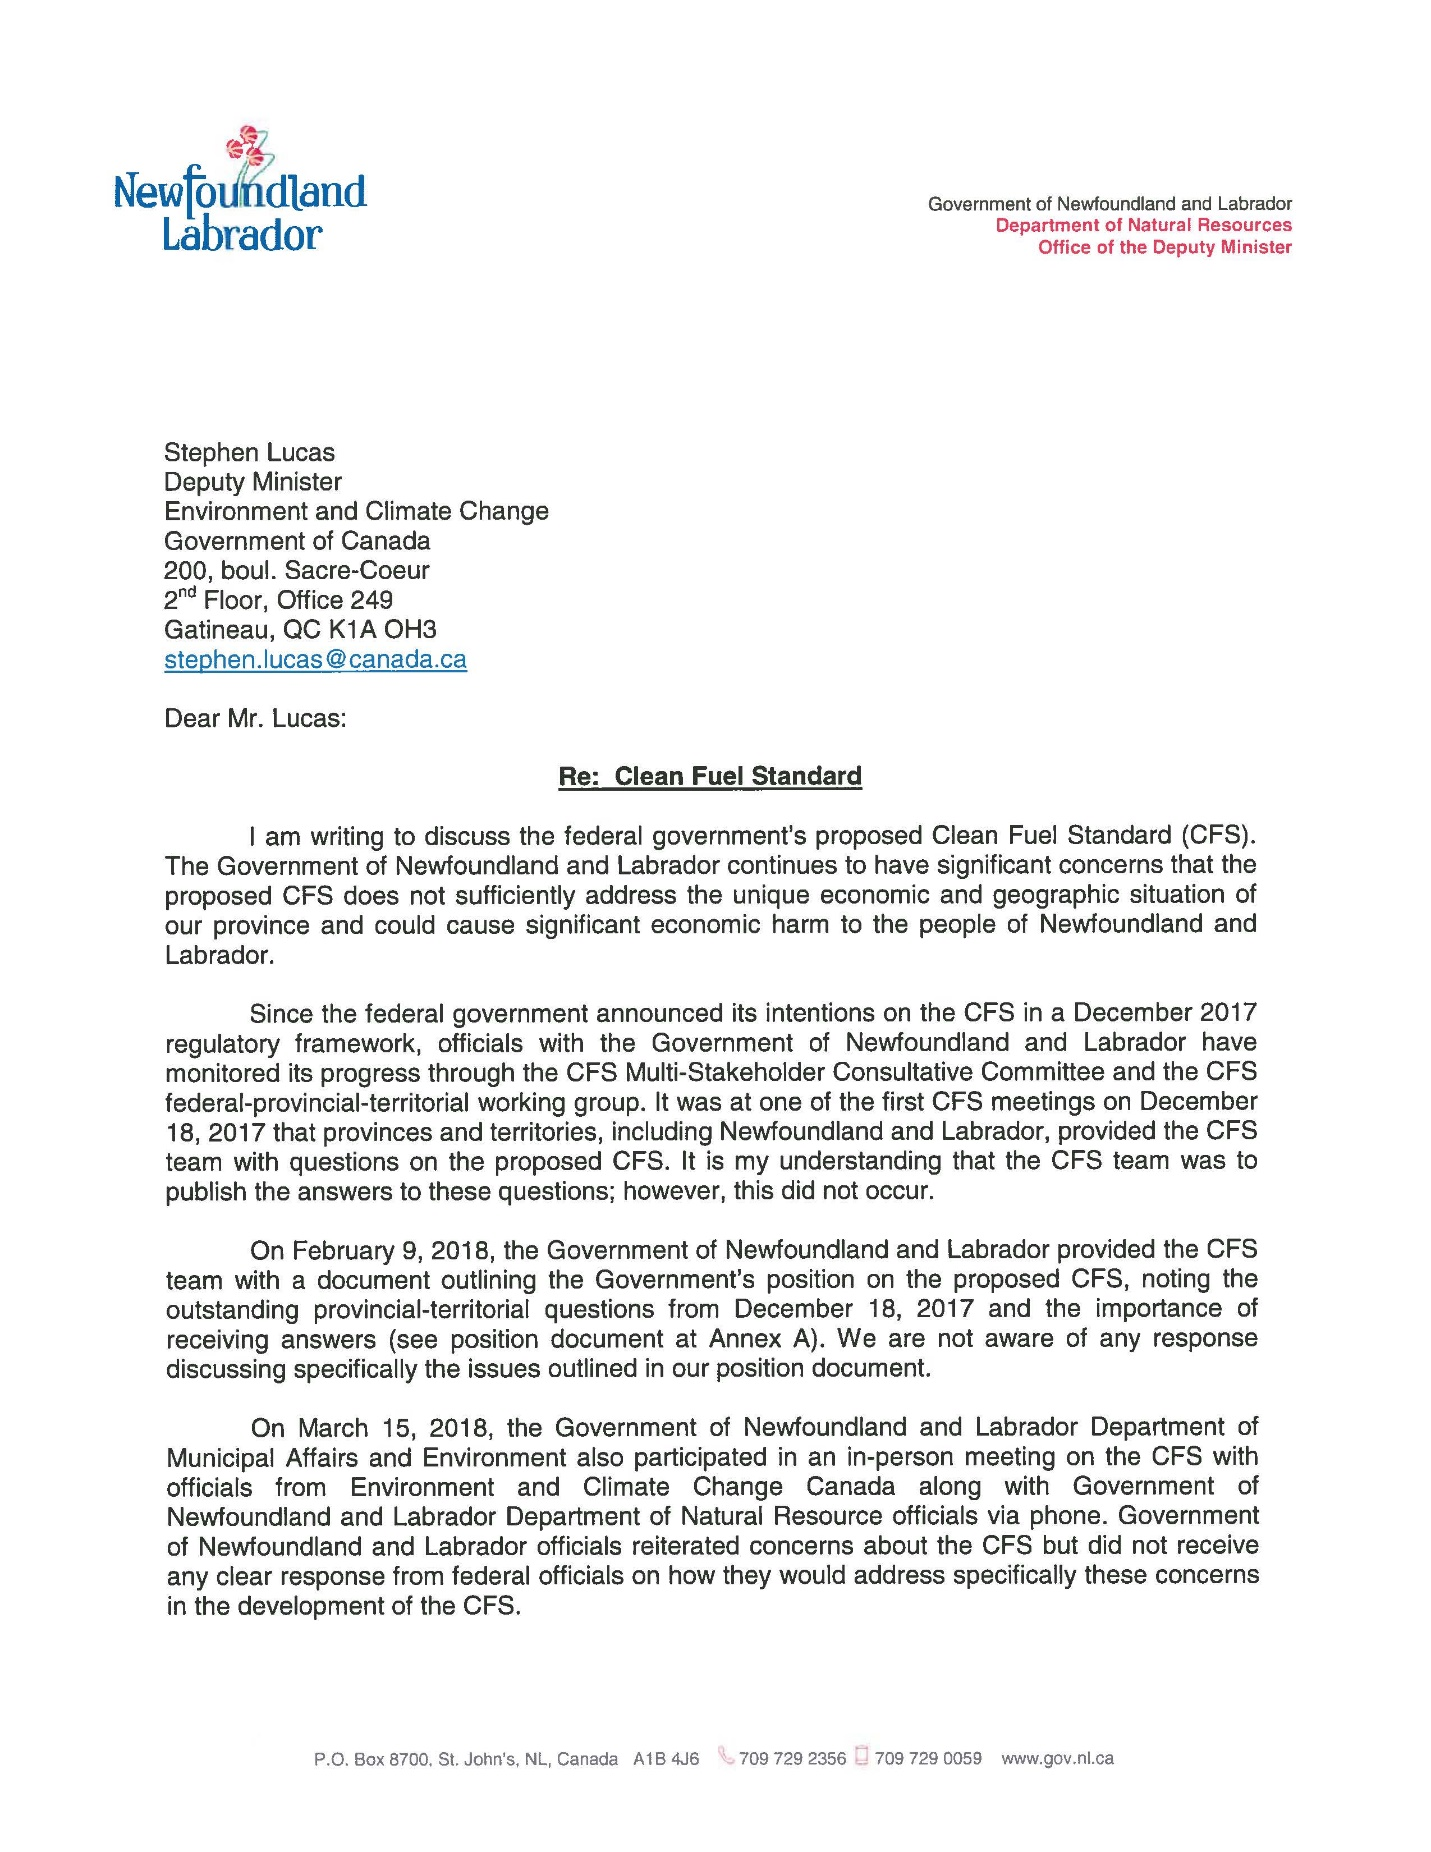 Newfoundland
Labrador
Government of Newfoundland and Labrador
Department of Natural Resources
Office of the Deputy Minister
Stephen Lucas
Deputy Minister
Environment and Climate Change
Government of Canada
200, boul. Sacre-Coeur
2nd Floor, Office 249
Gatineau, QC K1A OH3
stephen.lucas@canada.ca
Dear Mr. Lucas:
Re: Clean Fuel Standard
I am writing to discuss the federal government's proposed Clean Fuel Standard (CFS).
The Government of Newfoundland and Labrador continues to have significant concerns that the
proposed CFS does not sufficiently address the unique economic and geographic situation of
our province and could cause significant economic harm to the people of Newfoundland and
Labrador.
Since the federal government announced its intentions on the CFS in a December 2017
regulatory framework, officials with the Government of Newfoundland and Labrador have
monitored its progress through the CFS Multi-Stakeholder Consultative Committee and the CFS
federal-provincial-territorial working group. It was at one of the first CFS meetings on December
18, 2017 that provinces and territories, including Newfoundland and Labrador, provided the CFS
team with questions on the proposed CFS. It is my understanding that the CFS team was to
publish the answers to these questions; however, this did not occur.
On February 9, 2018, the Government of Newfoundland and Labrador provided the CFS
team with a document outlining the Government's position on the proposed CFS, noting the
outstanding provincial-territorial questions from December 18, 2017 and the importance of
receiving answers (see position document at Annex A). We are not aware of any response
discussing specifically the issues outlined in our position document.
On March 15, 2018, the Government of Newfoundland and Labrador Department of
Municipal Affairs and Environment also participated in an in-person meeting on the CFS with
officials from Environment and Climate Change Canada along with Government of
Newfoundland and Labrador Department of Natural Resource officials via phone. Government
of Newfoundland and Labrador officials reiterated concerns about the CFS but did not receive
any clear response from federal officials on how they would address specifically these concerns
in the development of the CFS.
P.O. Box 8700, St. John's, NL, Canada A1B 4J6 709 729 2356 709 729 0059 www.gov.nl.ca